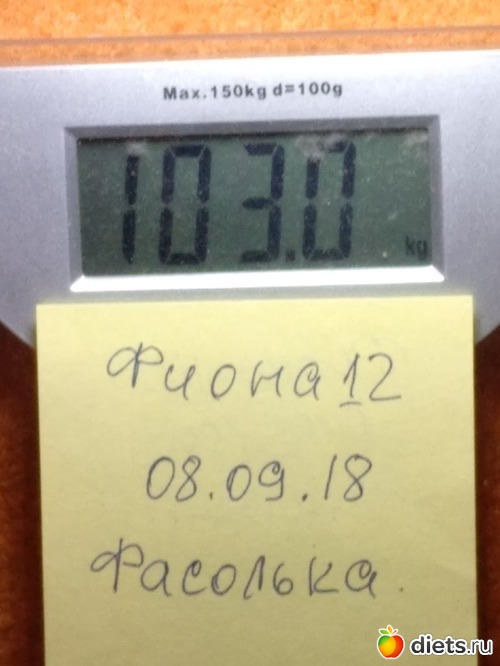 Max.150kg d=100g
103.0 kg
Фиона12
08.09.18
Фасолька
diets.ru